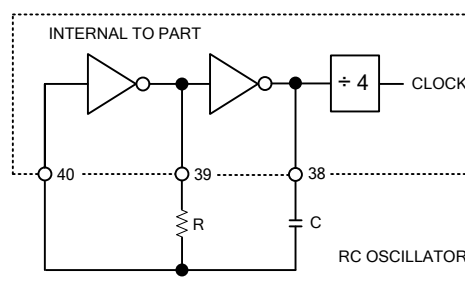 INTERNAL TO PART
÷ 4
CLOCK
40
39
38
R
C
RC OSCILLATOR